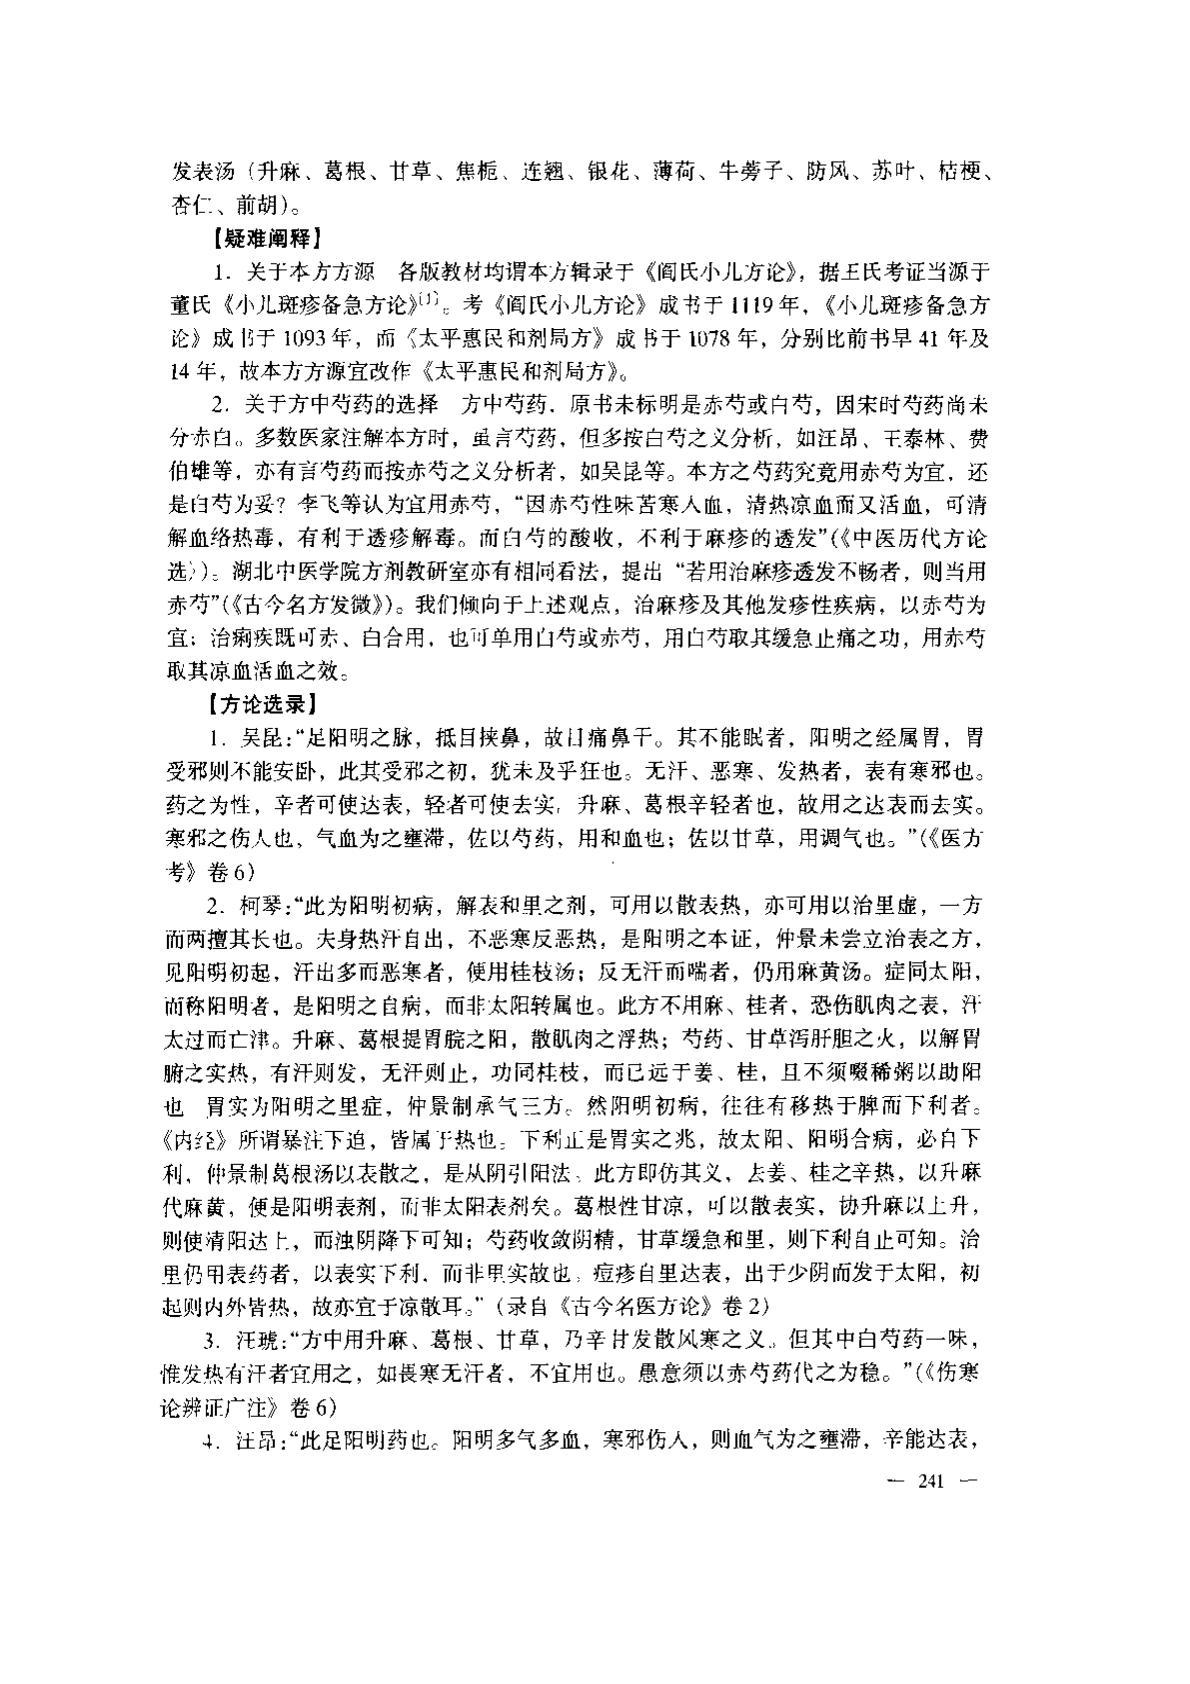 发表汤（升麻、葛根、甘草、焦栀、连翘、银花、薄荷、牛蒡子、防风、苏叶、桔梗、
杏仁、前胡）。
【疑难阐释】
1．关于本方方源　各版教材均谓本方辑录于《阎氏小儿方论》，据王氏考证当源于
董氏《小儿斑疹备急方论》[1]。考《阎氏小儿方论》成书于 1119 年，《小儿斑疹备急方
论》成书于 1093 年，而《太平惠民和剂局方》成书于 1078 年，分别比前书早 41 年及
14 年，故本方方源宜改作《太平惠民和剂局方》。
2．关于方中芍药的选择　方中芍药，原书未标明是赤芍或白芍，因宋时芍药尚未
分赤白。多数医家注解本方时，虽言芍药，但多按白芍之义分析，如汪昂、王泰林、费
伯雄等，亦有言芍药而按赤芍之义分析者，如吴昆等。本方之芍药究竟用赤芍为宜，还
是白芍为妥？李飞等认为宜用赤芍，“因赤芍性味苦寒入血，清热凉血而又活血，可清
解血络热毒，有利于透疹解毒。而白芍的酸收，不利于麻疹的透发”（《中医历代方论
选》）。湖北中医学院方剂教研室亦有相同看法，提出“若用治麻疹透发不畅者，则当用
赤芍”（《古今名方发微》）。我们倾向于上述观点，治麻疹及其他发疹性疾病，以赤芍为
宜；治痢疾既可赤、白合用，也可单用白芍或赤芍，用白芍取其缓急止痛之功，用赤芍
取其凉血活血之效。
【方论选录】
1．吴昆：“足阳明之脉，抵目挟鼻，故目痛鼻干。其不能眠者，阳明之经属胃，胃
受邪则不能安卧，此其受邪之初，犹未及乎狂也。无汗、恶寒、发热者，表有寒邪也。
药之为性，辛者可使达表，轻者可使去实，升麻、葛根辛轻者也，故用之达表而去实。
寒邪之伤人也，气血为之壅滞，佐以芍药，用和血也；佐以甘草，用调气也。”（《医方
考》卷 6）
2．柯琴：“此为阳明初病，解表和里之剂，可用以散表热，亦可用以治里虚，一方
而两擅其长也。夫身热汗自出，不恶寒反恶热，是阳明之本证，仲景未尝立治表之方，
见阳明初起，汗出多而恶寒者，便用桂枝汤；反无汗而喘者，仍用麻黄汤。症同太阳，
而称阳明者，是阳明之自病，而非太阳转属也。此方不用麻、桂者，恐伤肌肉之表，汗
太过而亡津。升麻、葛根提胃脘之阳，散肌肉之浮热；芍药、甘草泻肝胆之火，以解胃
腑之实热，有汗则发，无汗则止，功同桂枝，而已远于姜、桂，且不须啜稀粥以助阳
也　胃实为阳明之里症，仲景制承气三方。然阳明初病，往往有移热于脾而下利者。
《内经》所谓暴注下迫，皆属于热也。下利正是胃实之兆，故太阳、阳明合病，必自下
利，仲景制葛根汤以表散之，是从阴引阳法、此方即仿其义，去姜、桂之辛热，以升麻
代麻黄，便是阳明表剂，而非太阳表剂矣。葛根性甘凉，可以散表实，协升麻以上升，
则使清阳达上，而浊阴降下可知；芍药收敛阴精，甘草缓急和里，则下利自止可知。治
里仍用表药者，以表实下利，而非里实故也。痘疹自里达表，出于少阴而发于太阳，初
起则内外皆热，故亦宜于凉散耳。”（录自《古今名医方论》卷 2）
3．汪琥：“方中用升麻、葛根、甘草，乃辛甘发散风寒之义。但其中白芍药一味，
惟发热有汗者宜用之，如畏寒无汗者，不宜用也。愚意须以赤芍药代之为稳。”（《伤寒
论辨证广注》卷 6）
4．汪昂：“此足阳明药也。阳明多气多血，寒邪伤人，则血气为之壅滞，辛能达表，
— 241 —